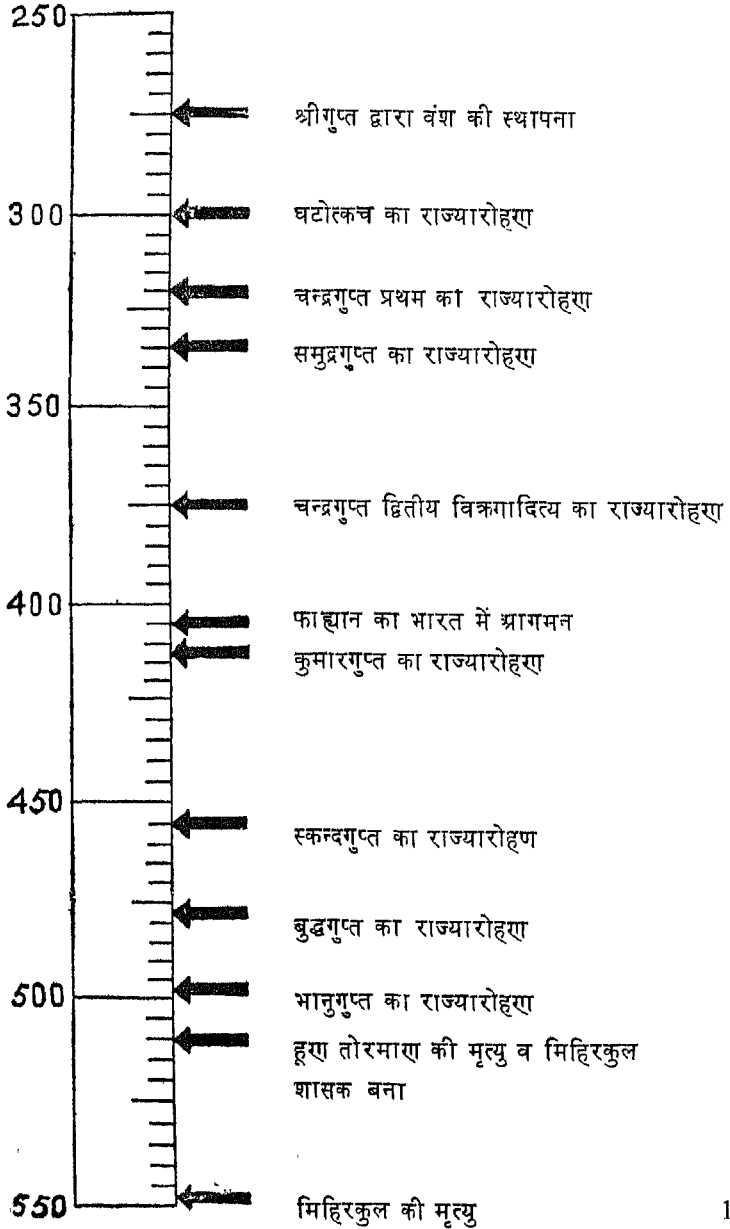 250
श्रीगुप्त द्वारा वंश की स्थापना
300
घटोत्कच का राज्यारोहण
चन्द्रगुप्त प्रथम का राज्यारोहण
समुद्रगुप्त का राज्यारोहण
350
चन्द्रगुप्त द्वितीय विक्रगादित्य का राज्यारोहण
400
फाह्यान का भारत में आगमन
कुमारगुप्त का राज्यारोहण
450
स्कन्दगुप्त का राज्यारोहण
बुद्धगुप्त का राज्यारोहण
500
भानुगुप्त का राज्यारोहण
हूण तोरमाण की मृत्यु व मिहिरकुल
शासक बना
550
मिहिरकुल की मृत्यु
1